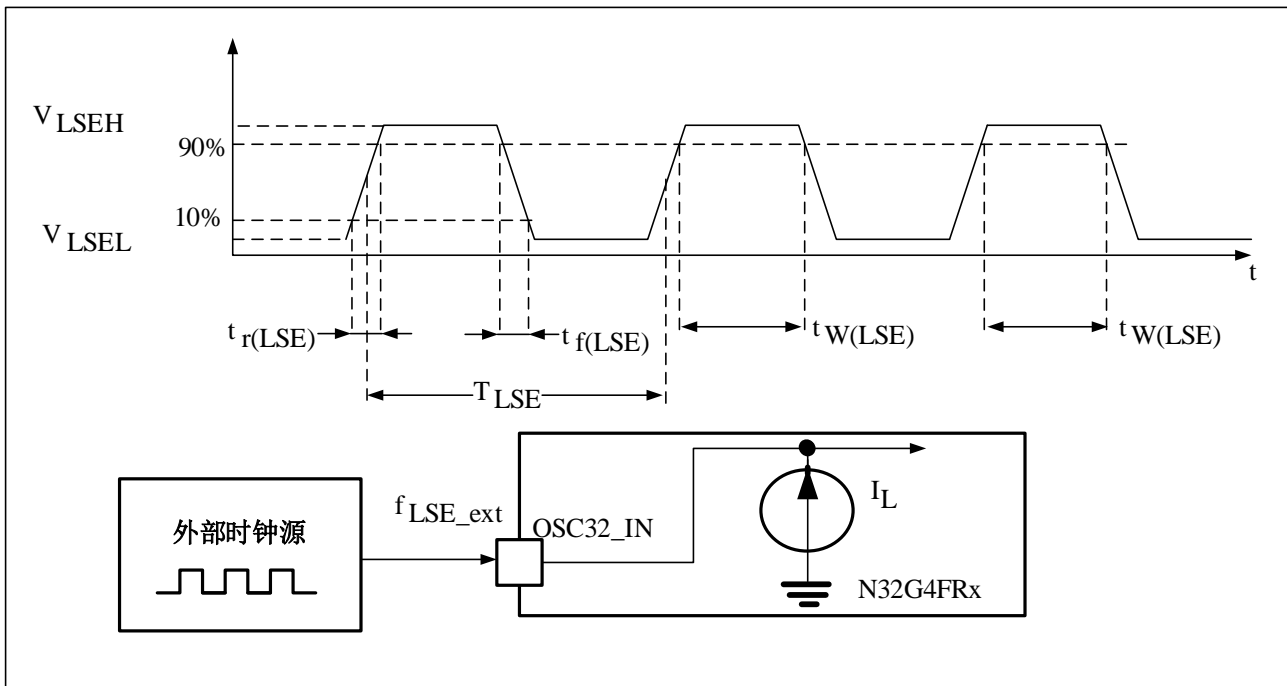 V LSEH
90%
10%
V LSEL
t
t r(LSE)
t f(LSE)
t W(LSE)
t W(LSE)
T LSE
外部时钟源
f LSE_ext
OSC32_IN
I L
N32G4FRx